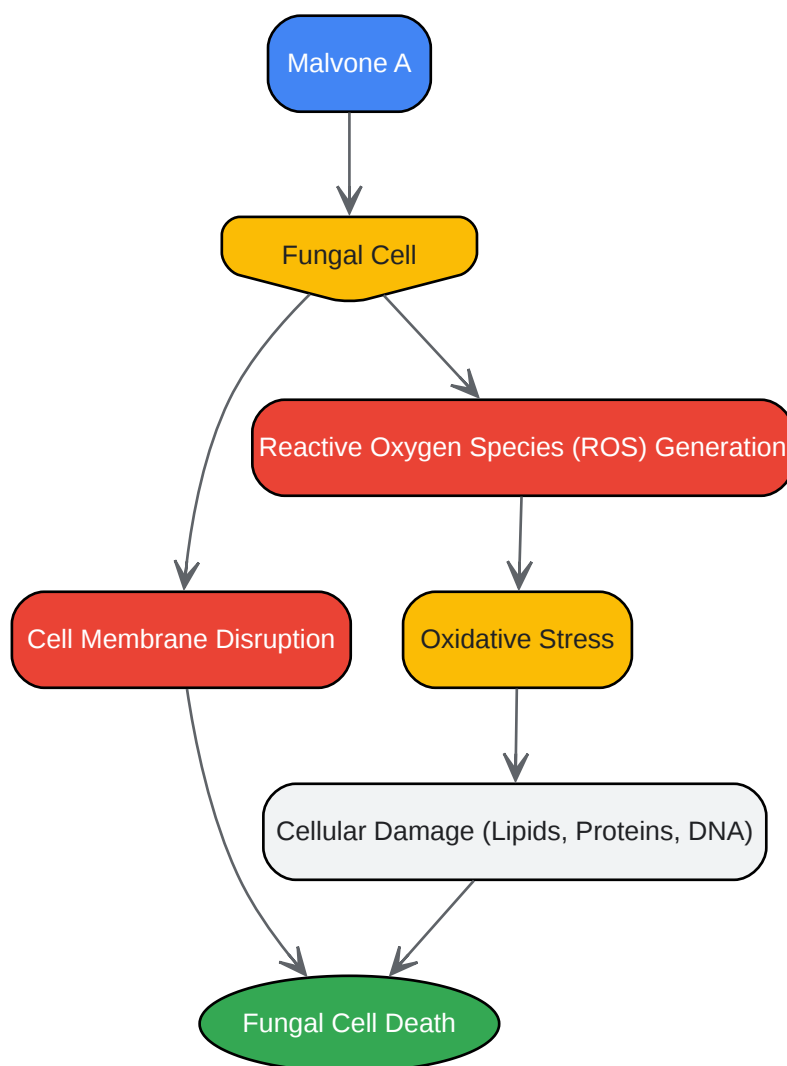 Malvone A
Fungal Cell
Reactive Oxygen Species (ROS) Generation
Cell Membrane Disruption
Oxidative Stress
Cellular Damage (Lipids, Proteins, DNA)
Fungal Cell Death